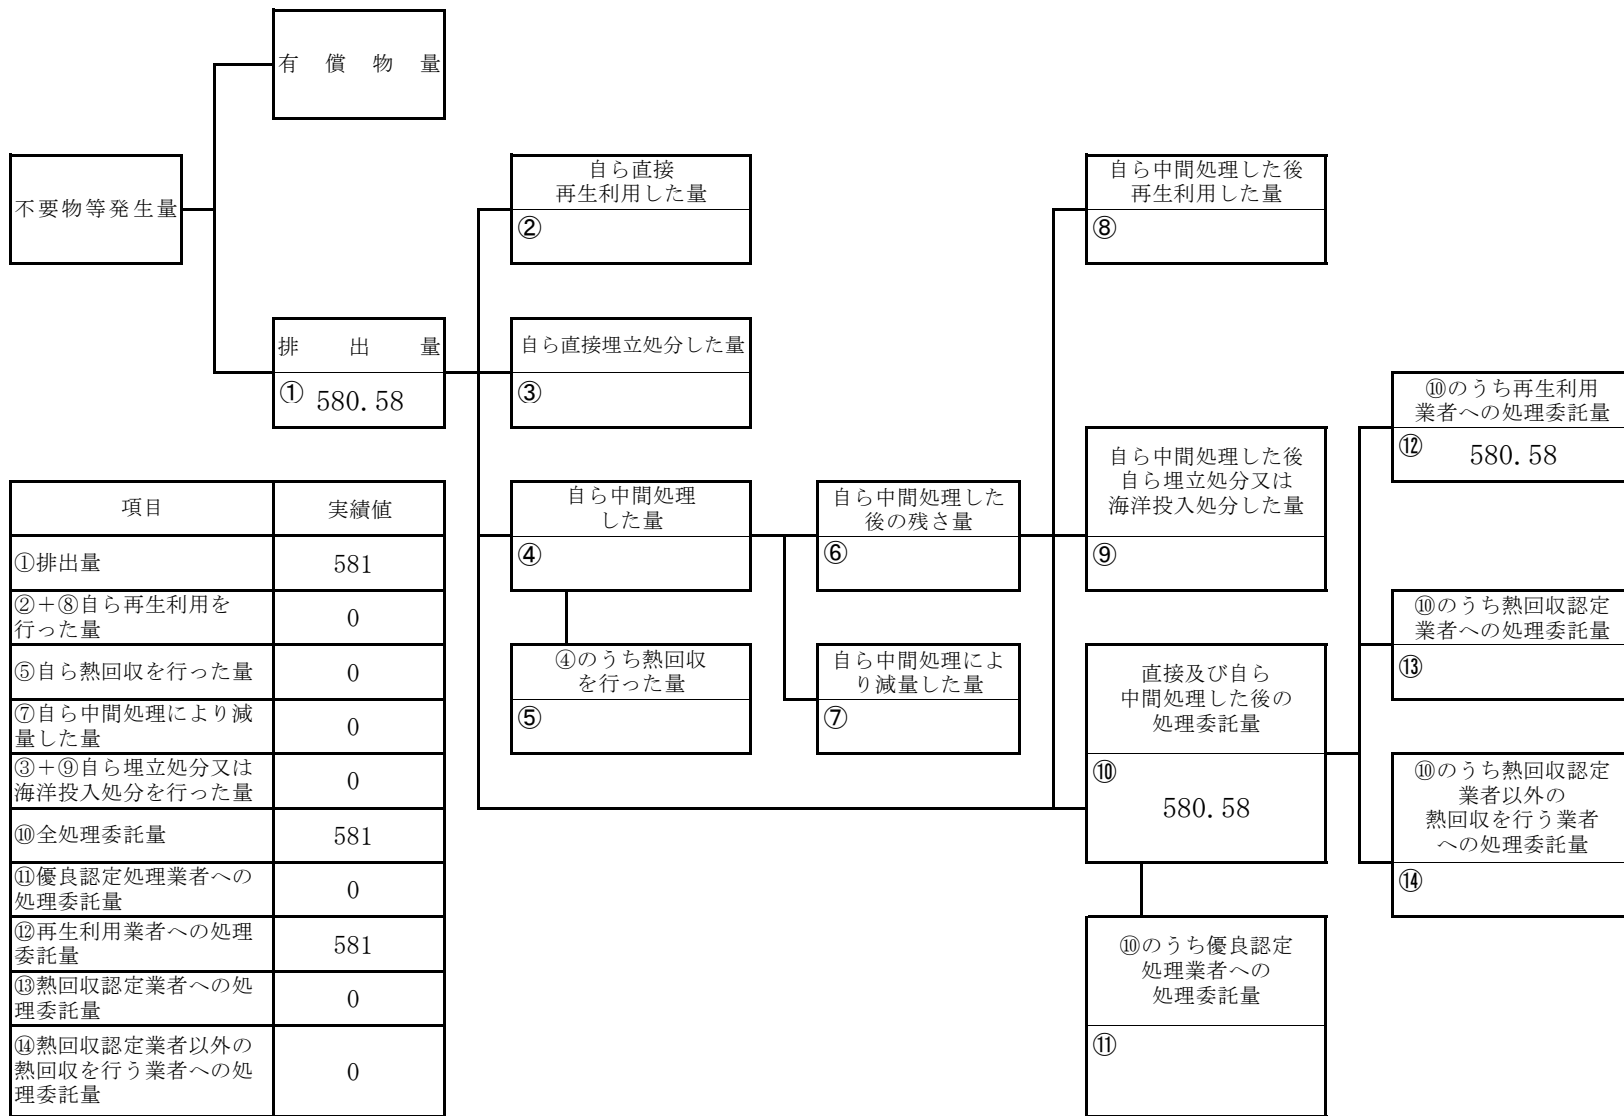 有償物量
不要物等発生量
排出量
① 580.58
自ら直接
再生利用した量
②
自ら直接埋立処分した量
③
自ら中間処理
した量
④
④のうち熱回収
を行った量
⑤
自ら中間処理した
後の残さ量
⑥
自ら中間処理によ
り減量した量
⑦
自ら中間処理した後
再生利用した量
⑧
自ら中間処理した後
自ら埋立処分又は
海洋投入処分した量
⑨
直接及び自ら
中間処理した後の
処理委託量
⑩
580.58
⑩のうち優良認定
処理業者への
処理委託量
⑪
⑩のうち再生利用
業者への処理委託量
⑫ 580.58
⑩のうち熱回収認定
業者への処理委託量
⑬
⑩のうち熱回収認定
業者以外の
熱回収を行う業者
への処理委託量
⑭
項目 実績値
①排出量 581
②+⑧自ら再生利用を
行った量 0
⑤自ら熱回収を行った量 0
⑦自ら中間処理により減
量した量 0
③+⑨自ら埋立処分又は
海洋投入処分を行った量 0
⑩全処理委託量 581
⑪優良認定処理業者への
処理委託量 0
⑫再生利用業者への処理
委託量 581
⑬熱回収認定業者への処
理委託量 0
⑭熱回収認定業者以外の
熱回収を行う業者への処
理委託量 0